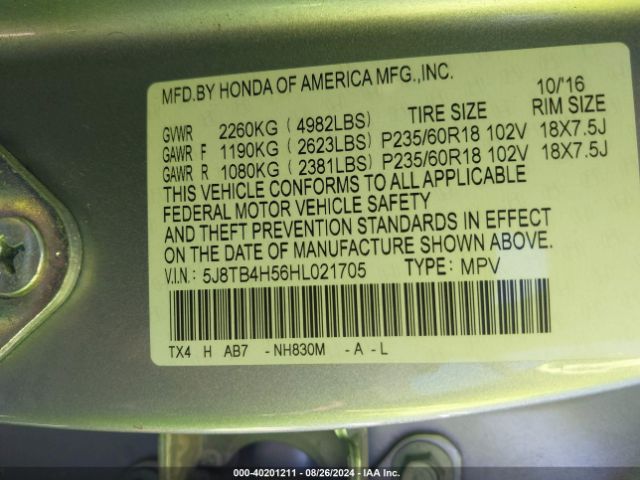 MFD.BY HONDA OF AMERICA MFG.,INC.
10/'16
TIRE SIZE RIM SIZE
GVWR 2260KG ( 4982LBS)
GAWR F 1190KG ( 2623LBS) P235/60R18 102V 18X7.5J
GAWR R 1080KG ( 2381LBS) P235/60R18 102V 18X7.5J
THIS VEHICLE CONFORMS TO ALL APPLICABLE
FEDERAL MOTOR VEHICLE SAFETY
AND THEFT PREVENTION STANDARDS IN EFFECT
ON THE DATE OF MANUFACTURE SHOWN ABOVE.
V.I.N.: 5J8TB4H56HL021705 TYPE: MPV
TX4 H AB7 -NH830M -A-L
000-40201211 - 08/26/2024 - IAA Inc.